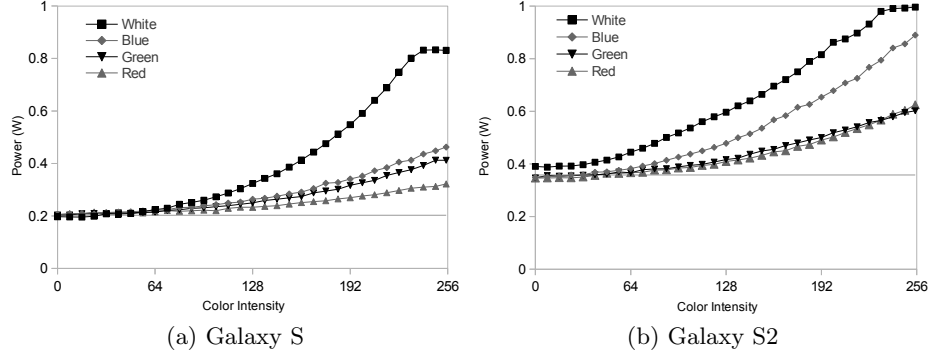 White
Blue
Green
Red
1
0.8
0.6
0.4
0.2
0
Power (W)
0
64
128
192
256
Color Intensity
(a) Galaxy S
White
Blue
Green
Red
1
0.8
0.6
0.4
0.2
0
Power (W)
0
64
128
192
256
Color Intensity
(b) Galaxy S2